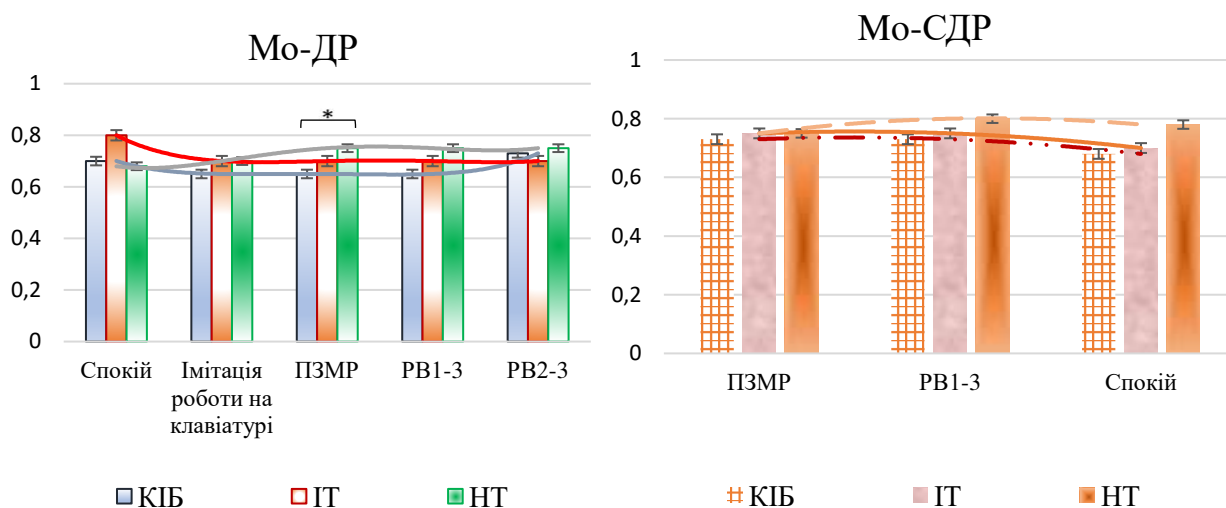 Мо-ДР
1
0,8
0,6
0,4
0,2
0
*
Спокій
Імітація
роботи на
клавіатурі
ПЗМР
РВ1-3
РВ2-3
КІБ
ІТ
НТ
Мо-СДР
1
0,8
0,6
0,4
0,2
0
ПЗМР
РВ1-3
Спокій
КІБ
ІТ
НТ